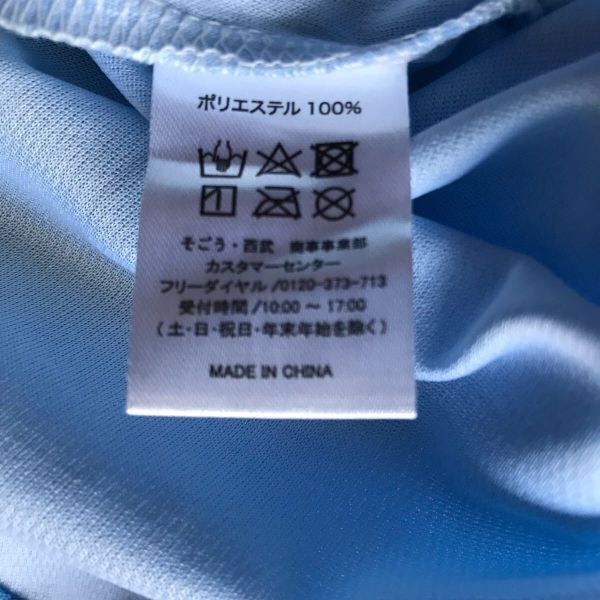 ポリエステル 100%
そごう・西武 商事事業部
カスタマーセンター
フリーダイヤル/0120-373-713
受付時間/10:00～17:00
(土・日・祝日・年末年始を除く)
MADE IN CHINA